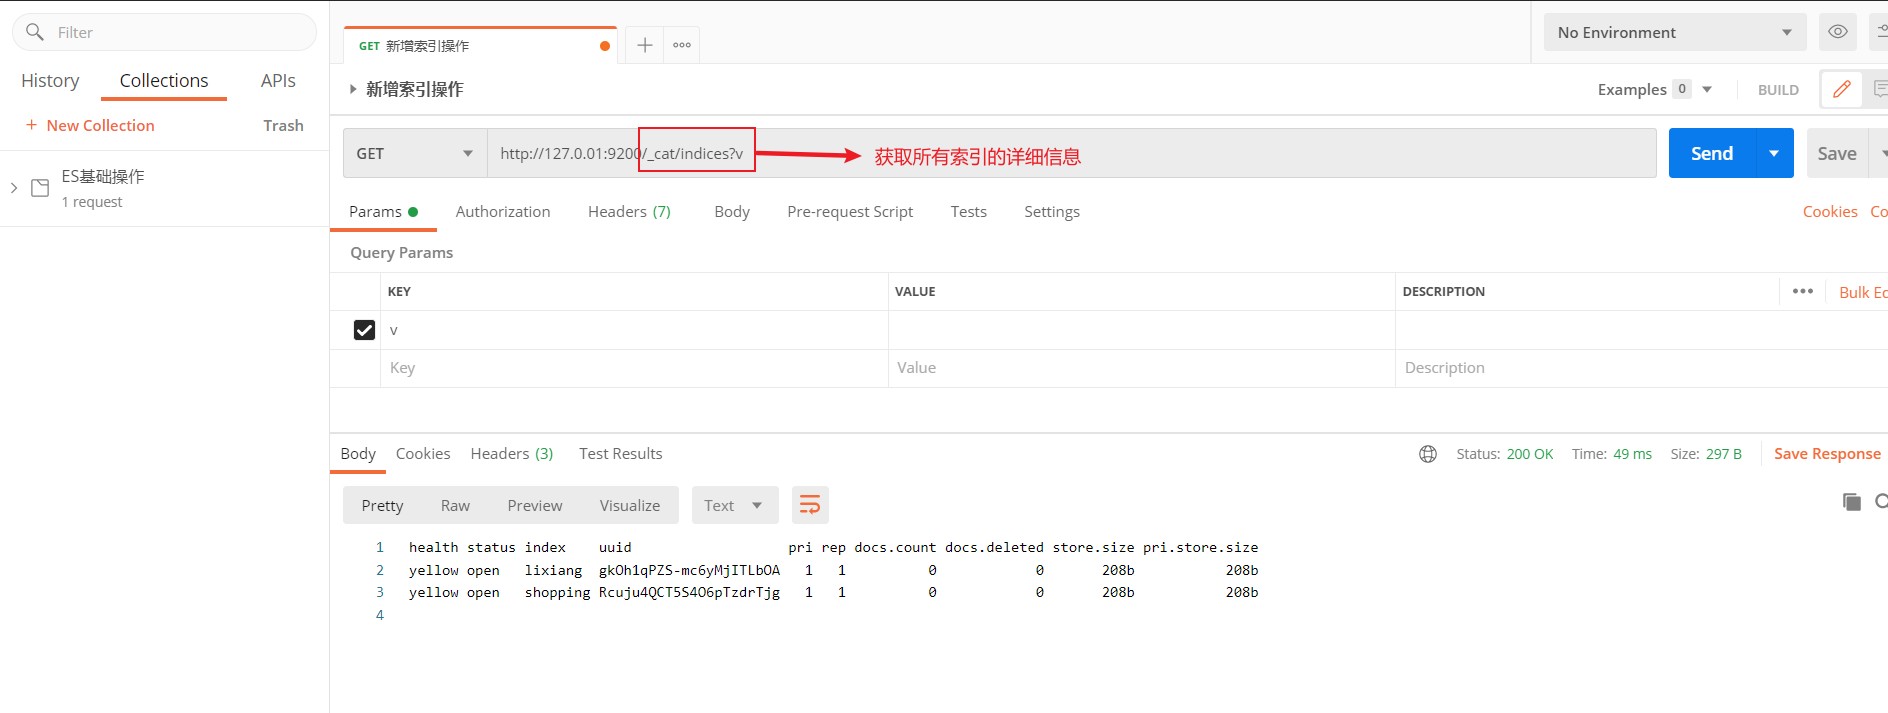 Filter
History Collections APIs
+ New Collection Trash
ES基础操作
1 request
GET 新增索引操作
No Environment
新增索引操作
Examples 0 BUILD
GET http://127.0.01:9200/_cat/indices?v 获取所有索引的详细信息 Send Save
Params Authorization Headers (7) Body Pre-request Script Tests Settings Cookies Co
Query Params
KEY VALUE DESCRIPTION ••• Bulk Ec
v
Key Value Description
Body Cookies Headers (3) Test Results Status: 200 OK Time: 49 ms Size: 297 B Save Response
Pretty Raw Preview Visualize Text
1 health status index uuid pri rep docs.count docs.deleted store.size pri.store.size
2 yellow open lixiang gkOh1qPZS-mc6yMjITLbOA 1 1 0 0 208b 208b
3 yellow open shopping Rcuju4QCT5S4O6pTzdrTjg 1 1 0 0 208b 208b
4